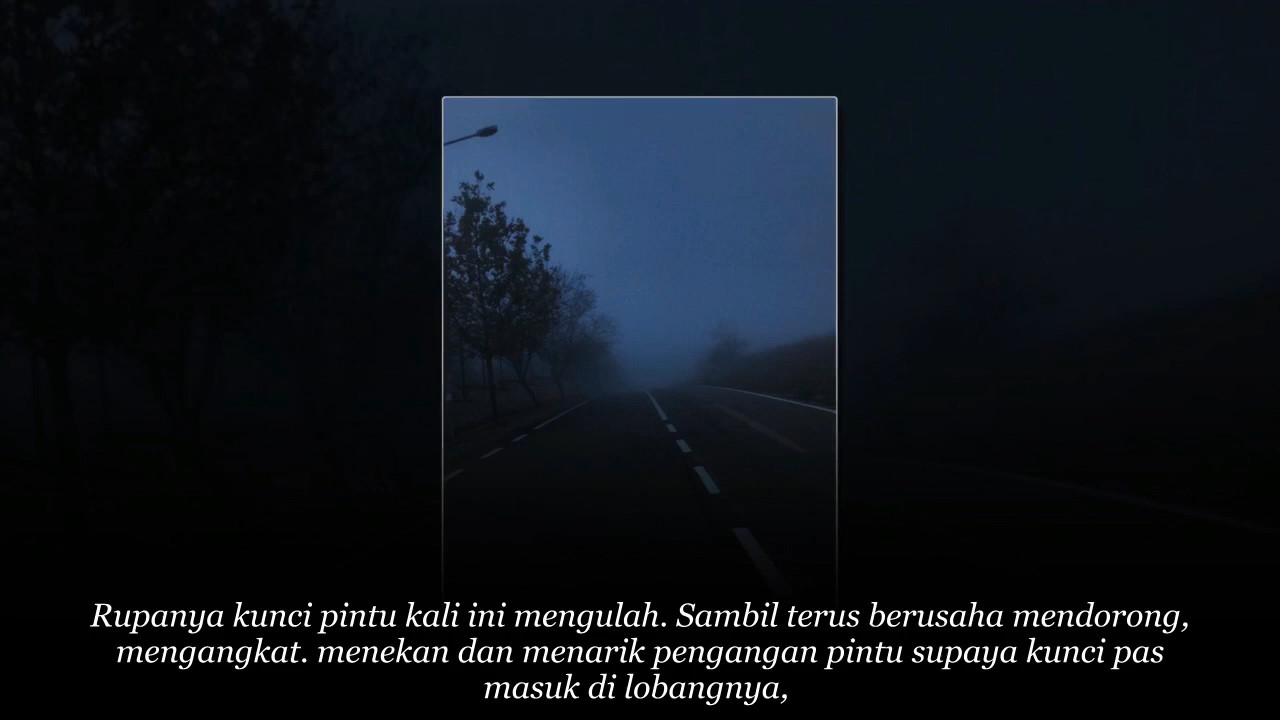 Rupanya kunci pintu kali ini mengulah. Sambil terus berusaha mendorong,
mengangkat. menekan dan menarik pengangan pintu supaya kunci pas
masuk di lobangnya,